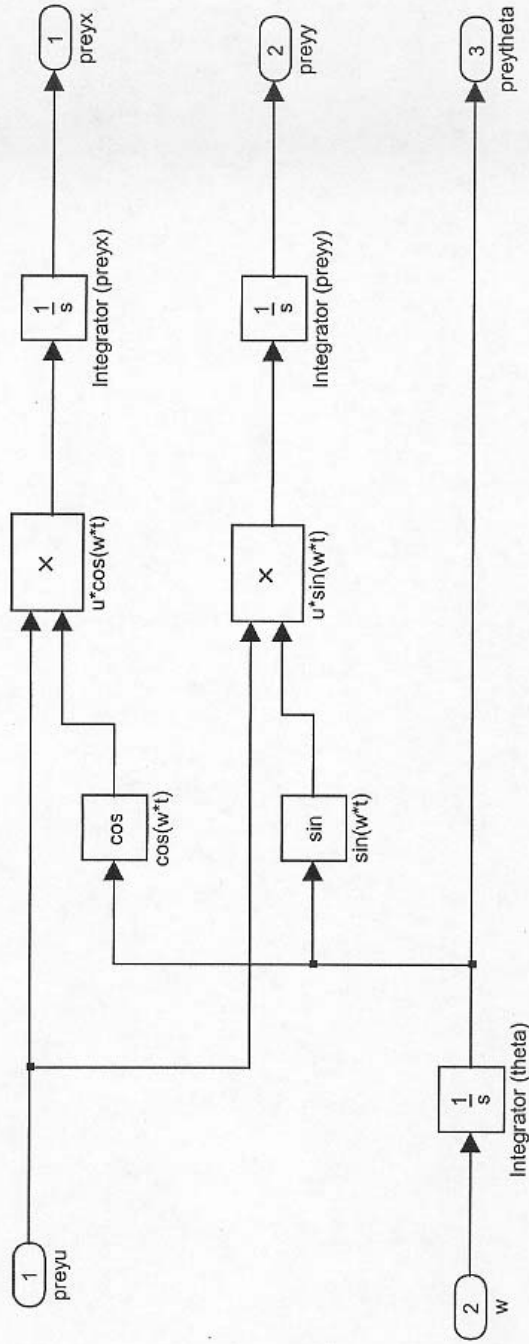 1
preyu
2
w
1
s
Integrator (theta)
cos
cos(w*t)
sin
sin(w*t)
×
u*cos(w*t)
×
u*sin(w*t)
1
s
Integrator (preyx)
1
s
Integrator (preyy)
1
preyx
2
preyy
3
preytheta